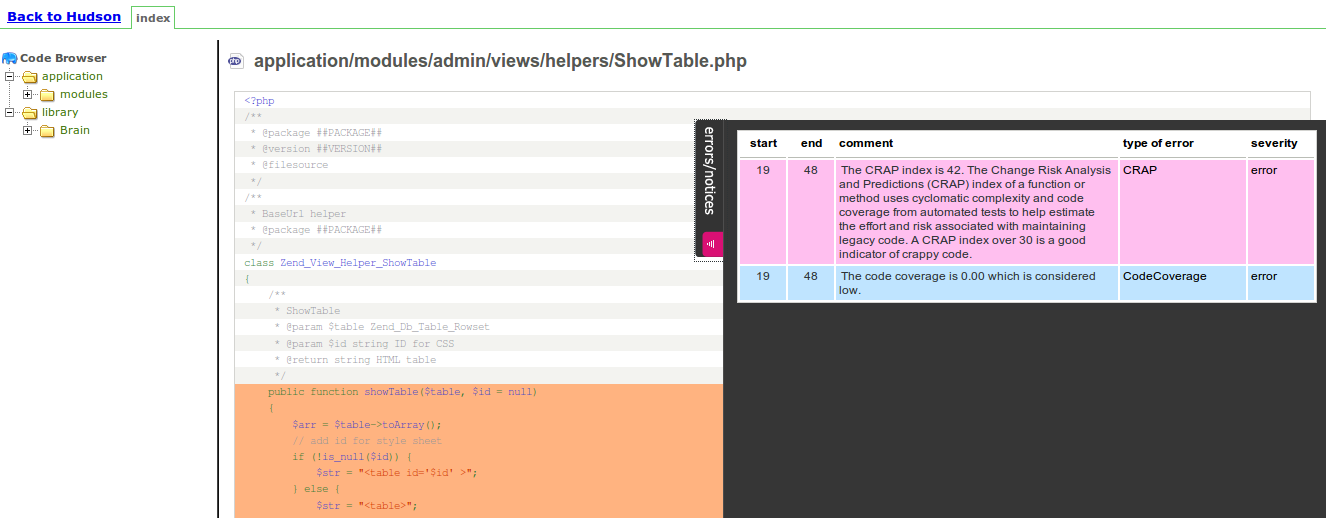 Back to Hudson
index
Code Browser
application
modules
library
Brain
php
application/modules/admin/views/helpers/ShowTable.php
<?php
/**
 * @package ##PACKAGE##
 * @version ##VERSION##
 * @filesource
 */
/**
 * BaseUrl helper
 * @package ##PACKAGE##
 */
class Zend_View_Helper_ShowTable
{
    /**
     * ShowTable
     * @param $table Zend_Db_Table_Rowset
     * @param $id string ID for CSS
     * @return string HTML table
     */
    public function showTable($table, $id = null)
    {
        $arr = $table->toArray();
        // add id for style sheet
        if (!is_null($id)) {
            $str = "<table id='$id' >";
        } else {
            $str = "<table>";
errors/notices
start end comment type of error severity
19 48 The CRAP index is 42. The Change Risk Analysis CRAP error
and Predictions (CRAP) index of a function or
method uses cyclomatic complexity and code
coverage from automated tests to help estimate
the effort and risk associated with maintaining
legacy code. A CRAP index over 30 is a good
indicator of crappy code.
19 48 The code coverage is 0.00 which is considered CodeCoverage error
low.